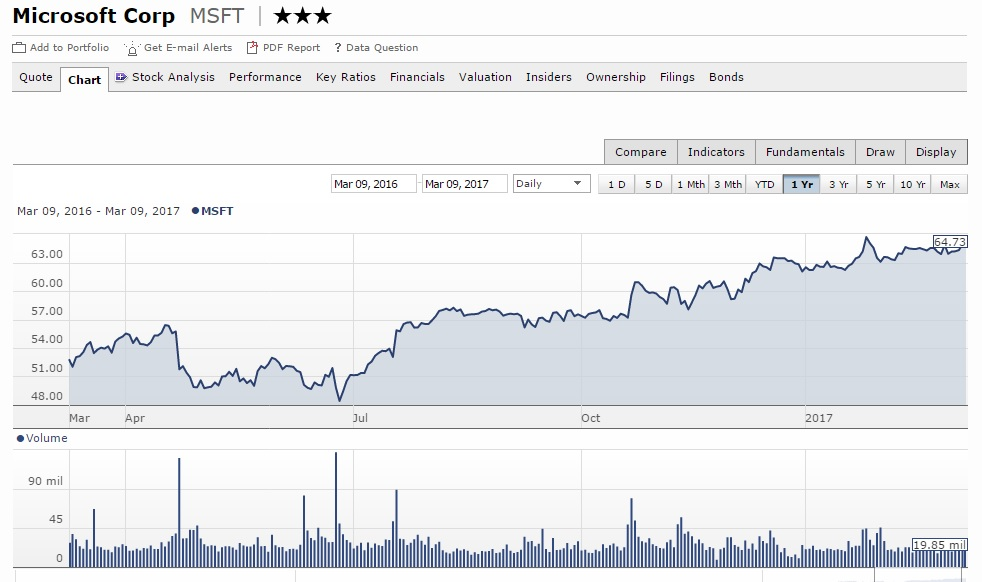 Microsoft Corp MSFT | ★★★
Add to Portfolio Get E-mail Alerts PDF Report ? Data Question
Quote Chart Stock Analysis Performance Key Ratios Financials Valuation Insiders Ownership Filings Bonds
Compare Indicators Fundamentals Draw Display
Mar 09, 2016 - Mar 09, 2017 Daily 1 D 5 D 1 Mth 3 Mth YTD 1 Yr 3 Yr 5 Yr 10 Yr Max
Mar 09, 2016 - Mar 09, 2017 ●MSFT
64.73
63.00
60.00
57.00
54.00
51.00
48.00
Mar Apr Jul Oct 2017
●Volume
90 mil
45
19.85 mil
0